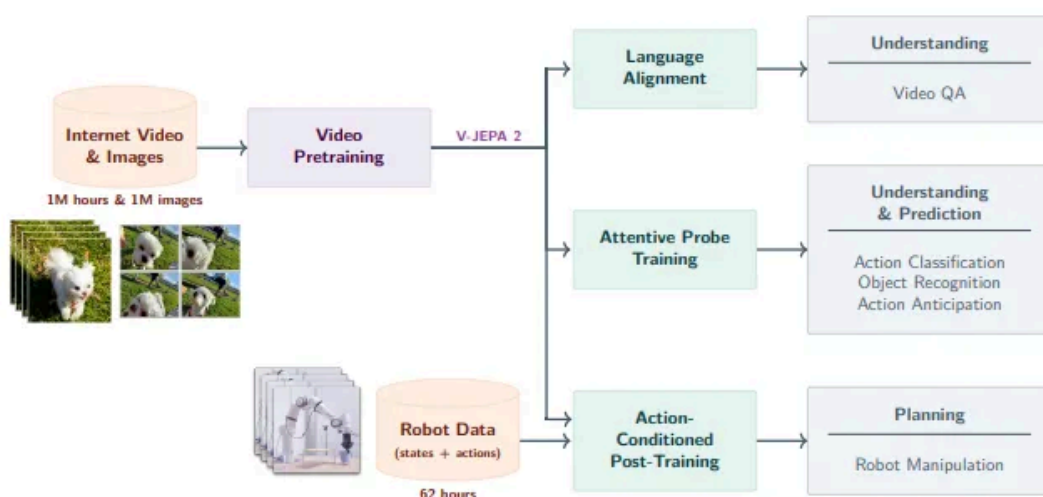 Internet Video
& Images
1M hours & 1M images
Video
Pretraining
V-JEPA 2
Language
Alignment
Understanding
Video QA
Attentive Probe
Training
Understanding
& Prediction
Action Classification
Object Recognition
Action Anticipation
Robot Data
(states + actions)
62 hours
Action-
Conditioned
Post-Training
Planning
Robot Manipulation